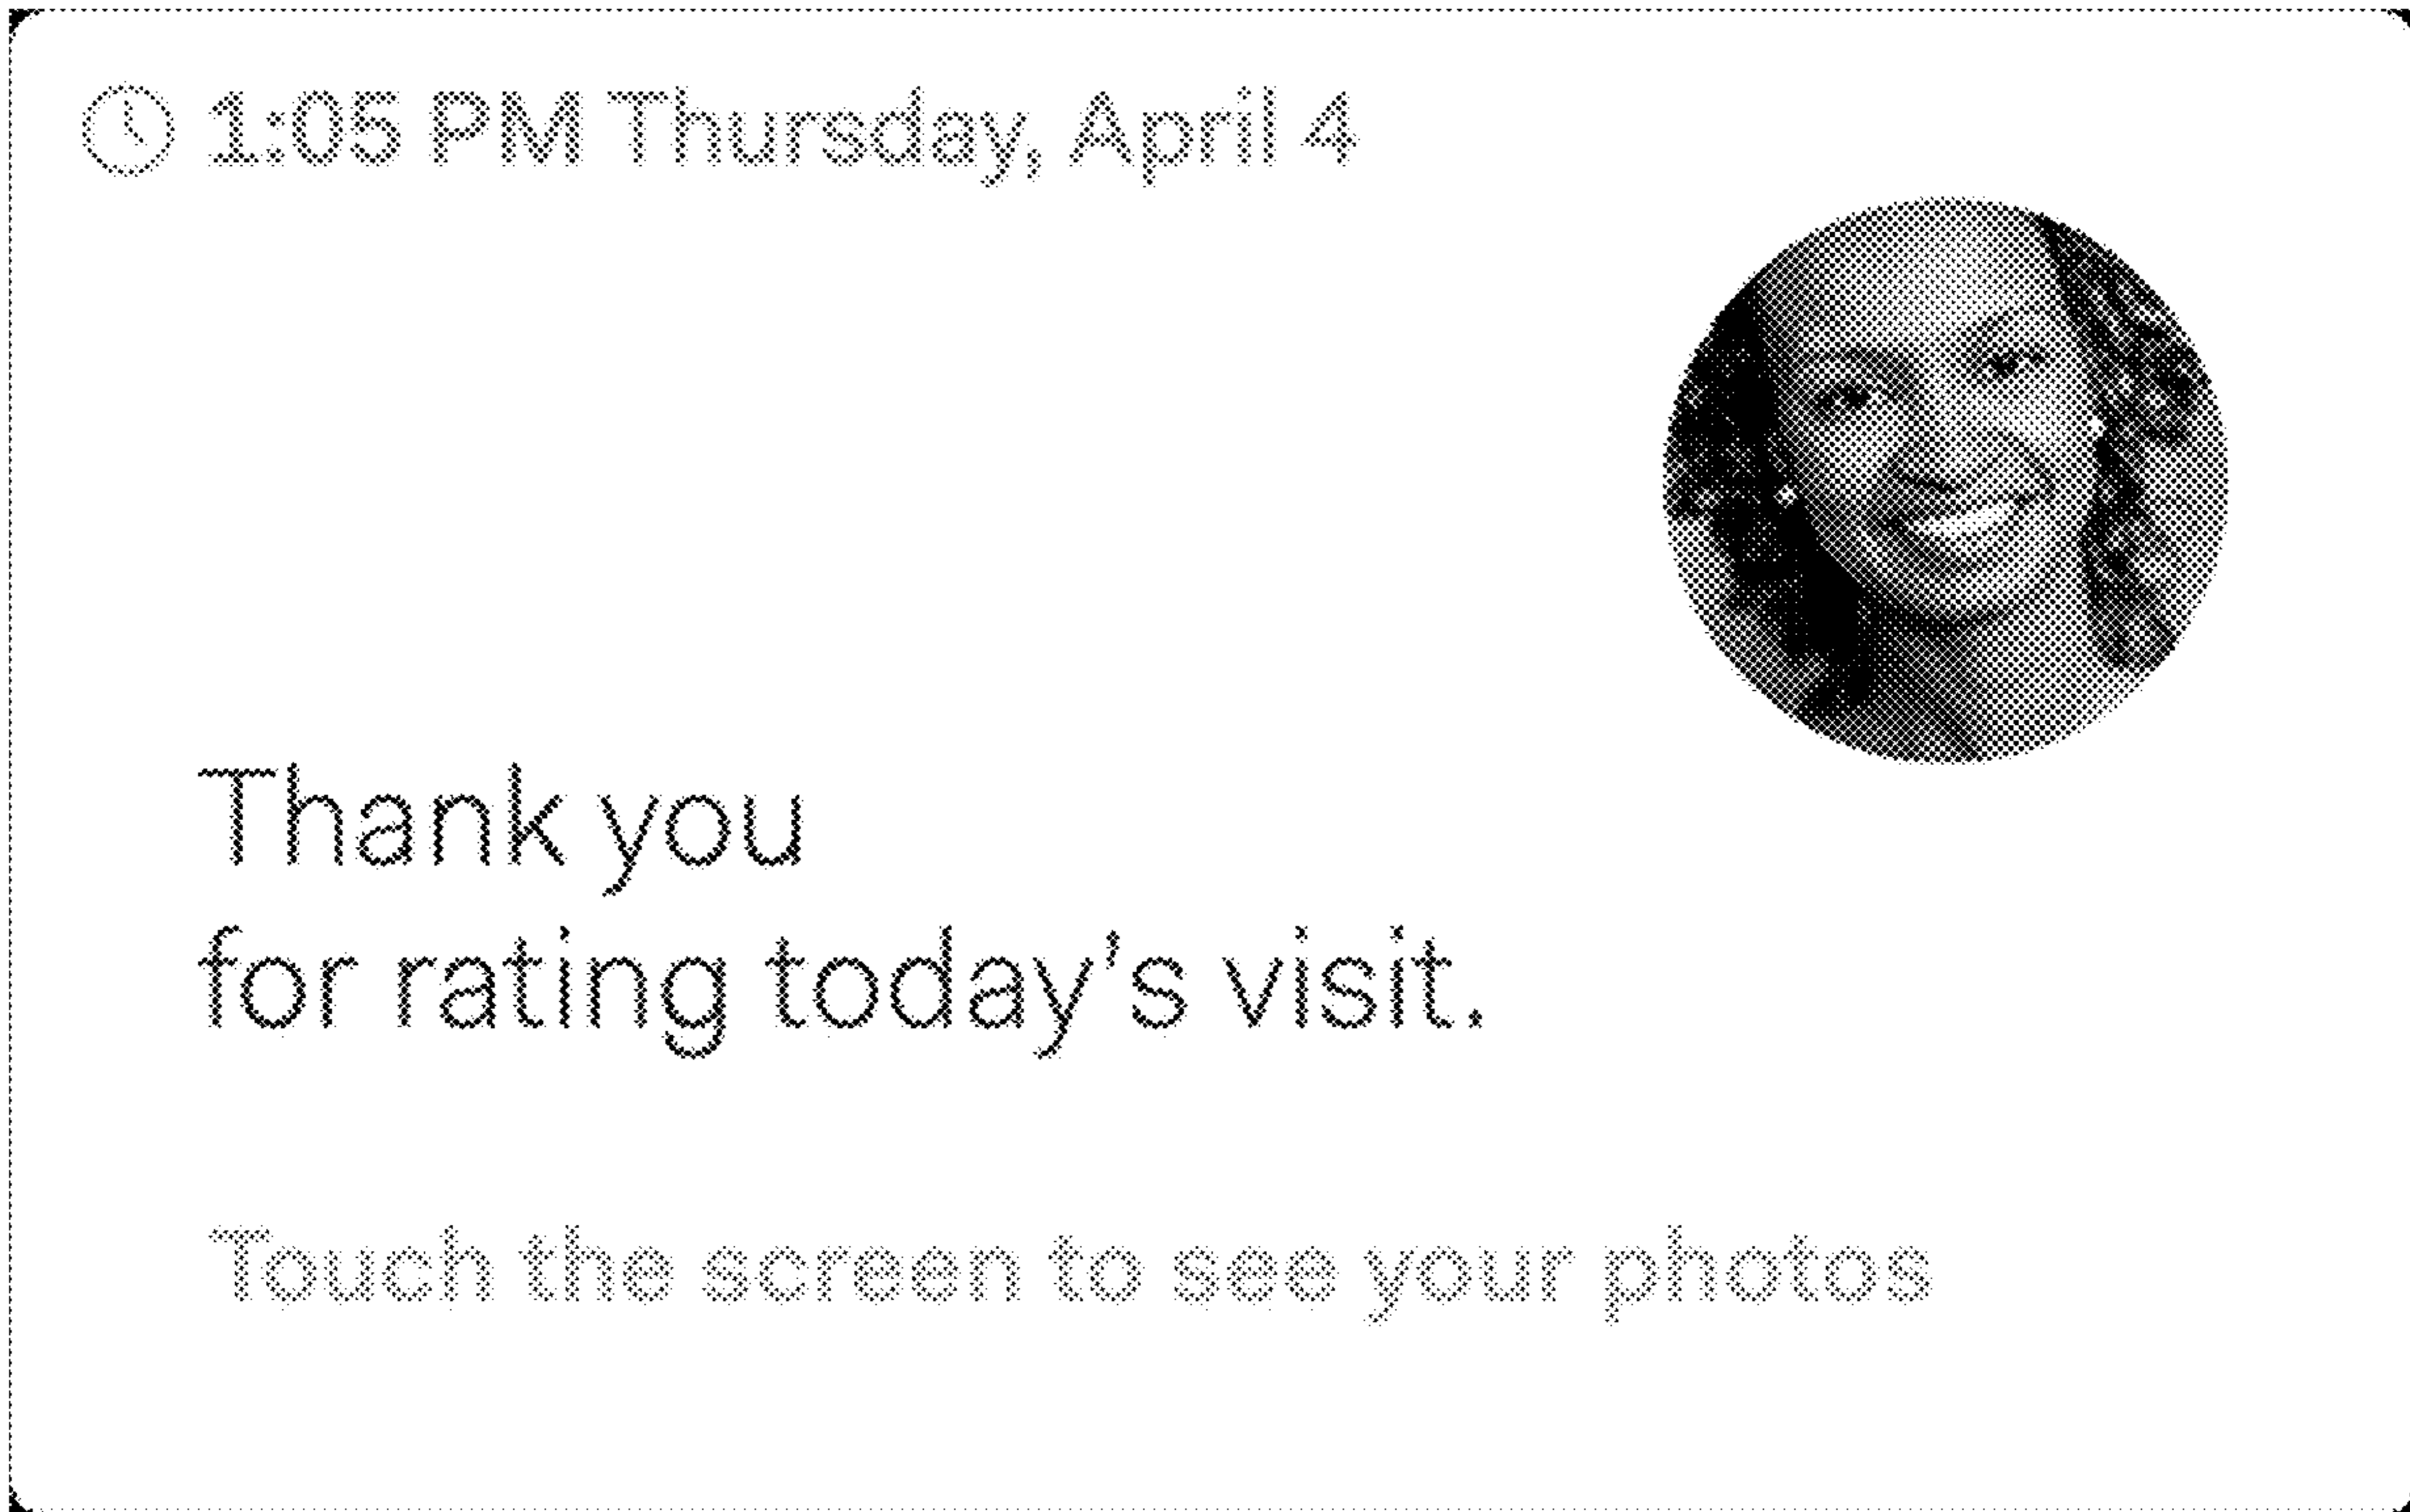 1:05 PM Thursday, April 4
Thank you
for rating today’s visit.
Touch the screen to see your photos